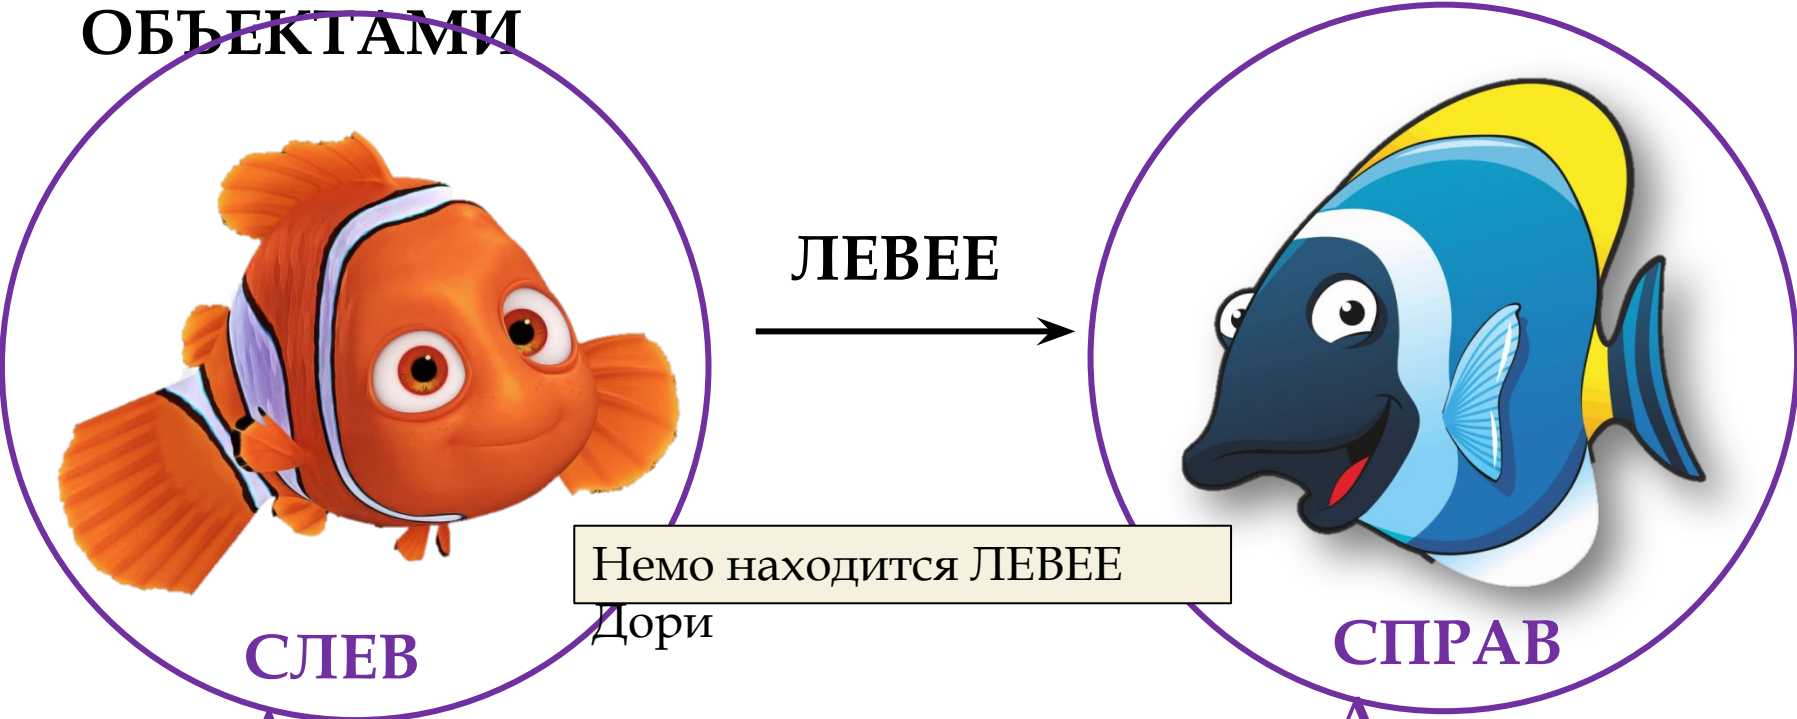 ОБЪЕКТАМИ
ЛЕВЕЕ
Немо находится ЛЕВЕЕ
Дори
СЛЕВ
А
СПРАВ
А